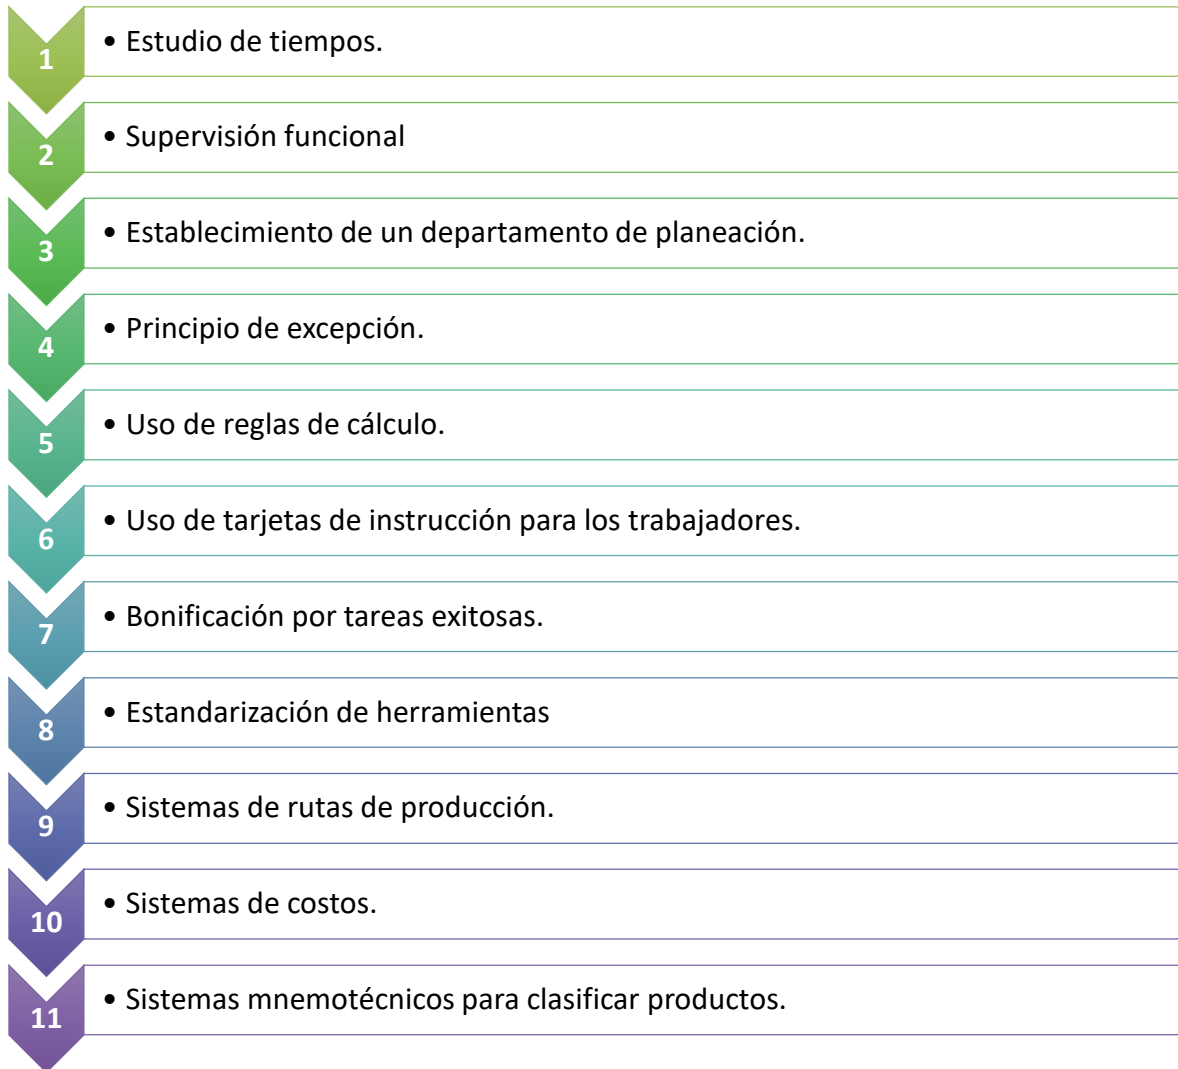 1
• Estudio de tiempos.
2
• Supervisión funcional
3
• Establecimiento de un departamento de planeación.
4
• Principio de excepción.
5
• Uso de reglas de cálculo.
6
• Uso de tarjetas de instrucción para los trabajadores.
7
• Bonificación por tareas exitosas.
8
• Estandarización de herramientas
9
• Sistemas de rutas de producción.
10
• Sistemas de costos.
11
• Sistemas mnemotécnicos para clasificar productos.